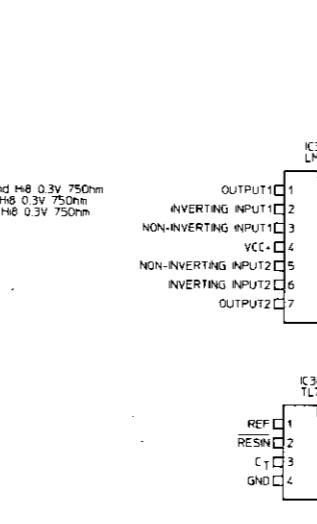 nd Hi8 0.3V 75Ohm
Hi8 0.3V 75Ohm
Hi8 0.3V 75Ohm
IC3
LM
OUTPUT1 1
INVERTING INPUT1 2
NON-INVERTING INPUT1 3
VCC+ 4
NON-INVERTING INPUT2 5
INVERTING INPUT2 6
OUTPUT2 7
IC3
TL7
REF 1
RESIN 2
CT 3
GND 4